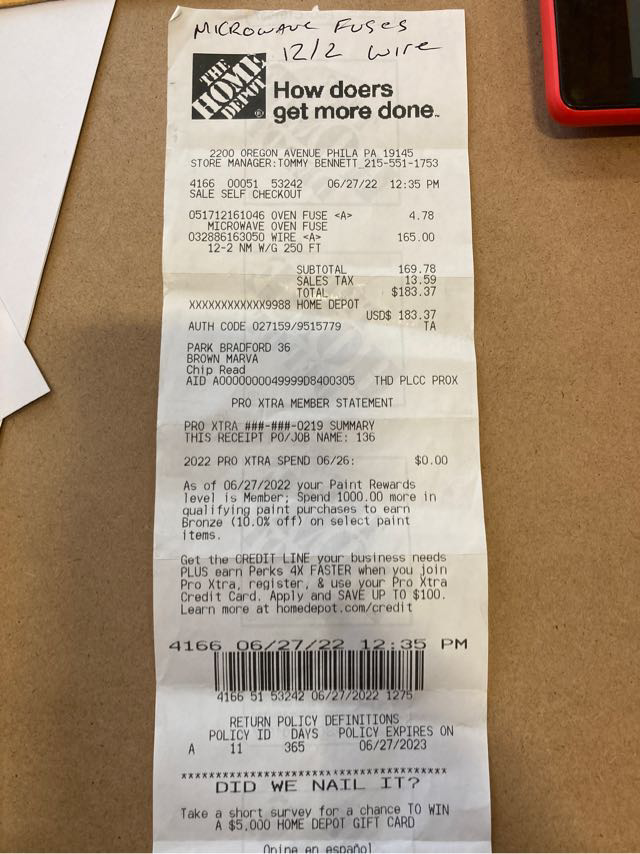 MICROWAVE FUSES
12/2 WIRE
THE
HOME
DEPOT
®
How doers
get more done.™
2200 OREGON AVENUE PHILA PA 19145
STORE MANAGER:TOMMY BENNETT 215-551-1753
4166 00051 53242 06/27/22 12:35 PM
SALE SELF CHECKOUT
051712161046 OVEN FUSE <A> 4.78
MICROWAVE OVEN FUSE
032886163050 WIRE <A> 165.00
12-2 NM W/G 250 FT
SUBTOTAL 169.78
SALES TAX 13.59
TOTAL $183.37
XXXXXXXXXXXX9988 HOME DEPOT
USD$ 183.37
AUTH CODE 027159/9515779 TA
PARK BRADFORD 36
BROWN MARVA
Chip Read
AID A0000000049999D8400305 THD PLCC PROX
PRO XTRA MEMBER STATEMENT
PRO XTRA ###-###-0219 SUMMARY
THIS RECEIPT PO/JOB NAME: 136
2022 PRO XTRA SPEND 06/26: $0.00
As of 06/27/2022 your Paint Rewards
level is Member; Spend 1000.00 more in
qualifying paint purchases to earn
Bronze (10.0% off) on select paint
items.
Get the CREDIT LINE your business needs
PLUS earn Perks 4X FASTER when you join
Pro Xtra, register, & use your Pro Xtra
Credit Card. Apply and SAVE UP TO $100.
Learn more at homedepot.com/credit
4166 06/27/22 12:35 PM
4166 51 53242 06/27/2022 1275
RETURN POLICY DEFINITIONS
POLICY ID DAYS POLICY EXPIRES ON
A 11 365 06/27/2023
******************************************
DID WE NAIL IT?
Take a short survey for a chance TO WIN
A $5,000 HOME DEPOT GIFT CARD
en español